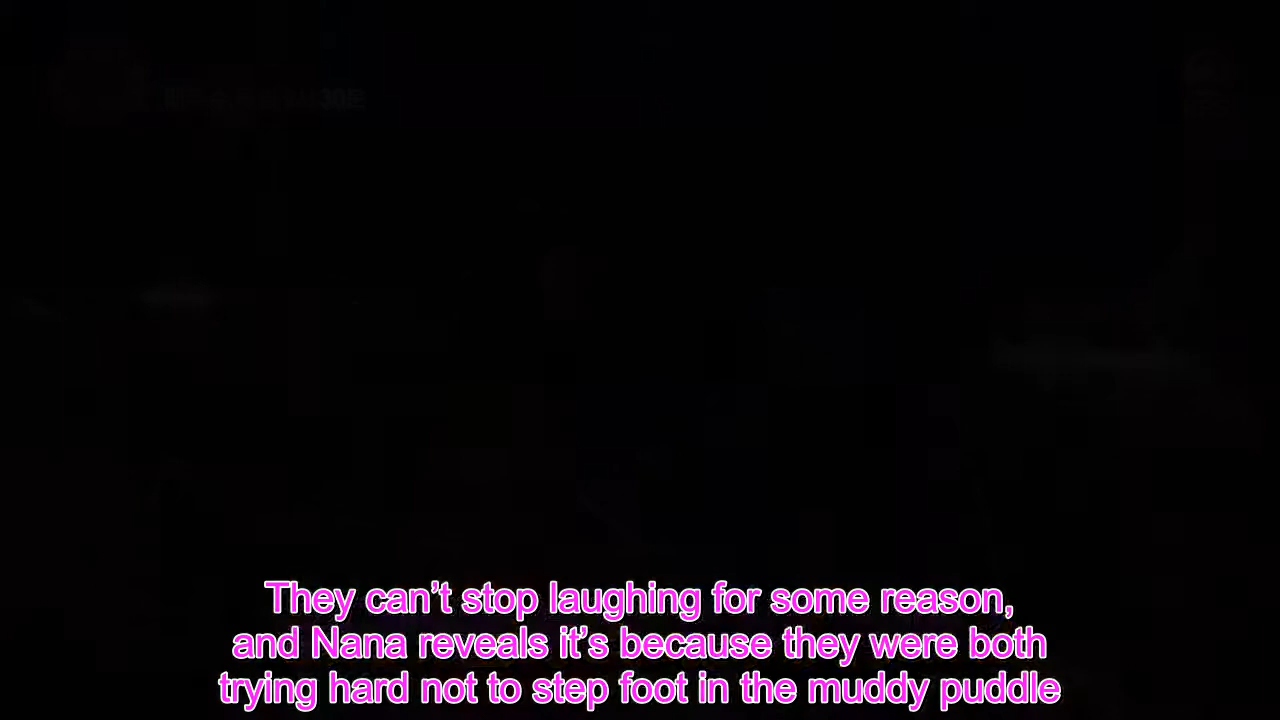 They can’t stop laughing for some reason,
and Nana reveals it’s because they were both
trying hard not to step foot in the muddy puddle